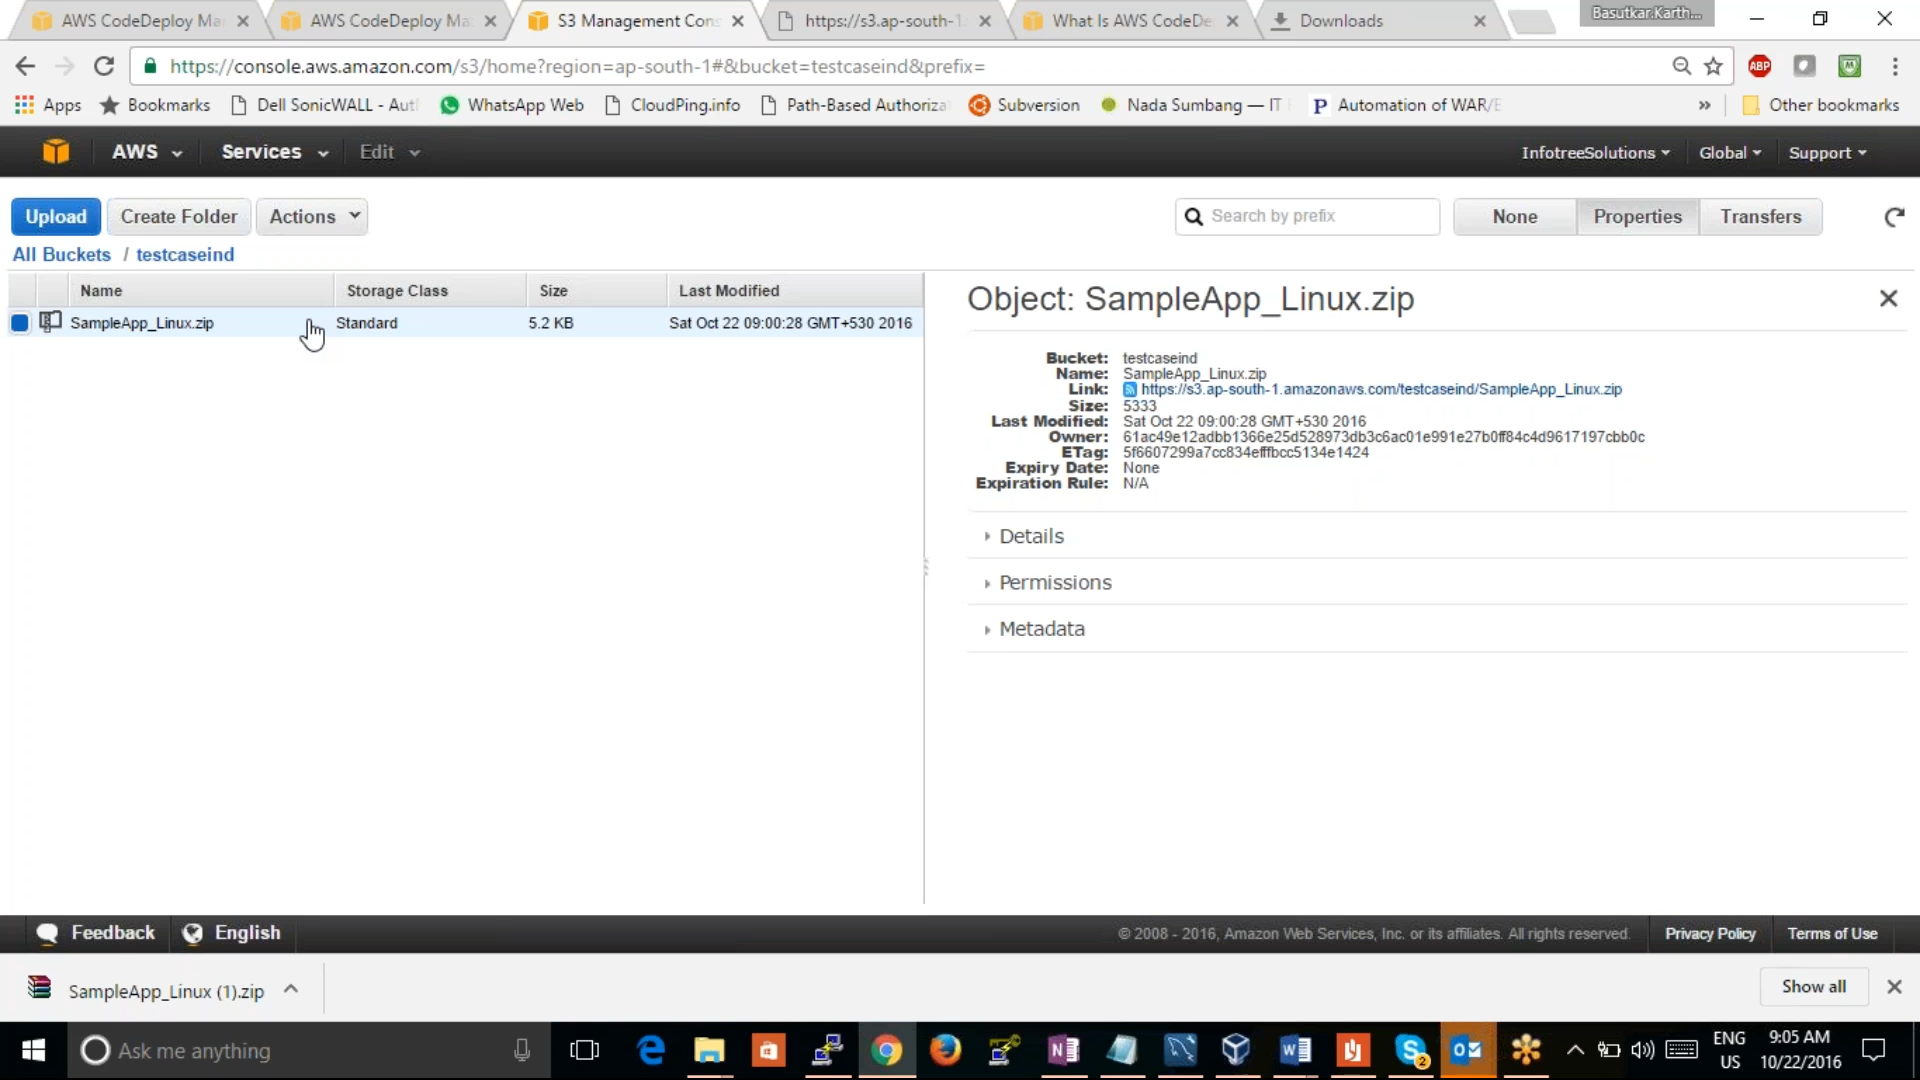 AWS CodeDeploy Ma
AWS CodeDeploy Ma
S3 Management Con
https://s3.ap-south-1
What Is AWS CodeDe
Downloads
Basutkar.Karth...
https://console.aws.amazon.com/s3/home?region=ap-south-1#&bucket=testcaseind&prefix=
ABP
Apps
Bookmarks
Dell SonicWALL - Aut
WhatsApp Web
CloudPing.info
Path-Based Authoriza
Subversion
Nada Sumbang — IT
Automation of WAR/E
»
Other bookmarks
AWS
Services
Edit
InfotreeSolutions
Global
Support
Upload
Create Folder
Actions
Search by prefix
None
Properties
Transfers
All Buckets / testcaseind
Name
Storage Class
Size
Last Modified
SampleApp_Linux.zip
Standard
5.2 KB
Sat Oct 22 09:00:28 GMT+530 2016
Object: SampleApp_Linux.zip
Bucket: testcaseind
Name: SampleApp_Linux.zip
Link: https://s3.ap-south-1.amazonaws.com/testcaseind/SampleApp_Linux.zip
Size: 5333
Last Modified: Sat Oct 22 09:00:28 GMT+530 2016
Owner: 61ac49e12adbb1366e25d528973db3c6ac01e991e27b0ff84c4d9617197cbb0c
ETag: 5f6607299a7cc834efffbcc5134e1424
Expiry Date: None
Expiration Rule: N/A
Details
Permissions
Metadata
Feedback
English
© 2008 - 2016, Amazon Web Services, Inc. or its affiliates. All rights reserved.
Privacy Policy
Terms of Use
SampleApp_Linux (1).zip
Show all
Ask me anything
ENG
US
9:05 AM
10/22/2016